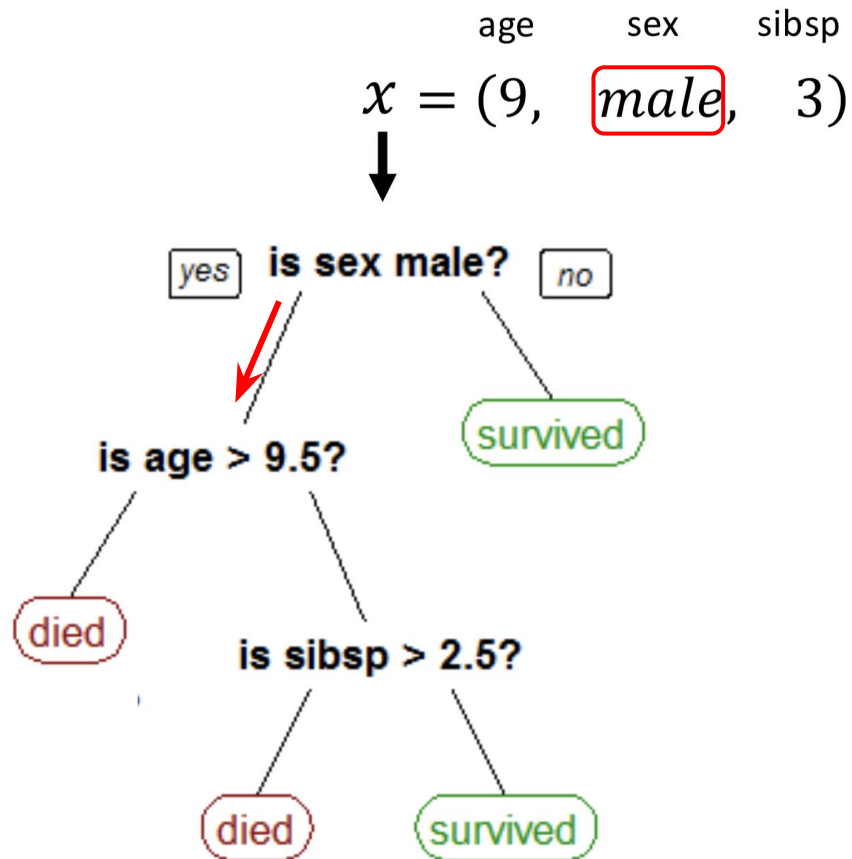 age sex sibsp
x = (9, male, 3)
yes is sex male? no
survived
is age > 9.5?
died
is sibsp > 2.5?
died survived